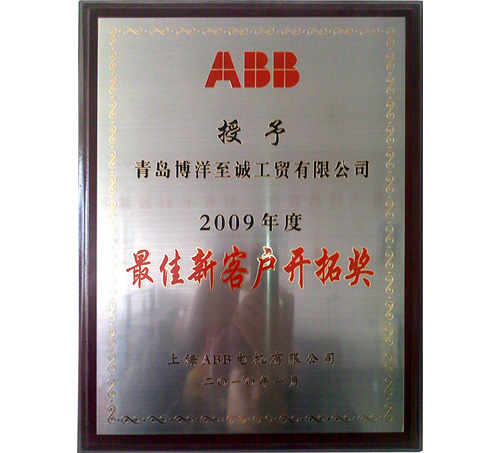 ABB
授予
青岛博洋至诚工贸有限公司
2009年度
最佳新客户开拓奖
上海ABB电机有限公司
二〇一〇年一月